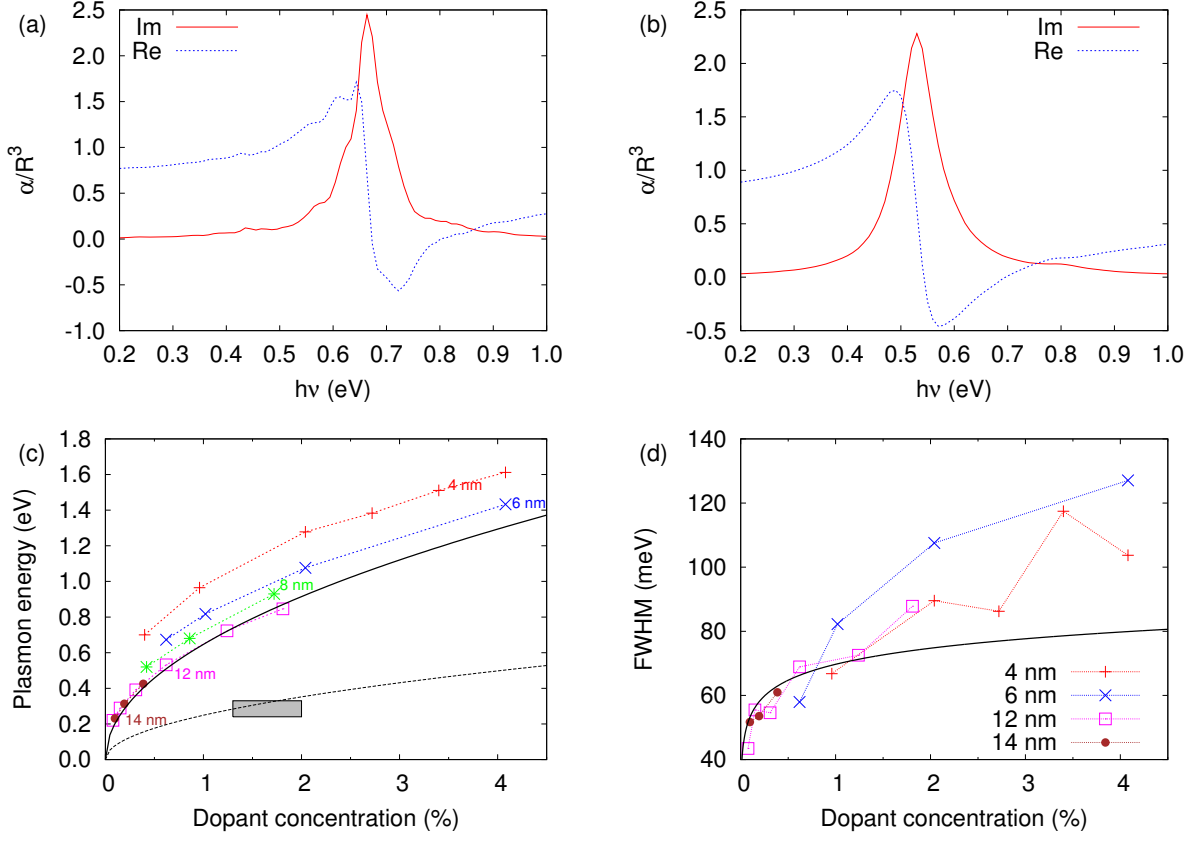 (a)
Im
Re
2.5
2.0
1.5
1.0
0.5
0.0
-0.5
-1.0
α/R³
0.2 0.3 0.4 0.5 0.6 0.7 0.8 0.9 1.0
hν (eV)
(b)
Im
Re
2.5
2.0
1.5
1.0
0.5
0.0
-0.5
α/R³
0.2 0.3 0.4 0.5 0.6 0.7 0.8 0.9 1.0
hν (eV)
(c)
1.8
1.6
1.4
1.2
1.0
0.8
0.6
0.4
0.2
0.0
Plasmon energy (eV)
4 nm
6 nm
8 nm
12 nm
14 nm
0 1 2 3 4
Dopant concentration (%)
(d)
140
120
100
80
60
40
FWHM (meV)
4 nm
6 nm
12 nm
14 nm
0 1 2 3 4
Dopant concentration (%)